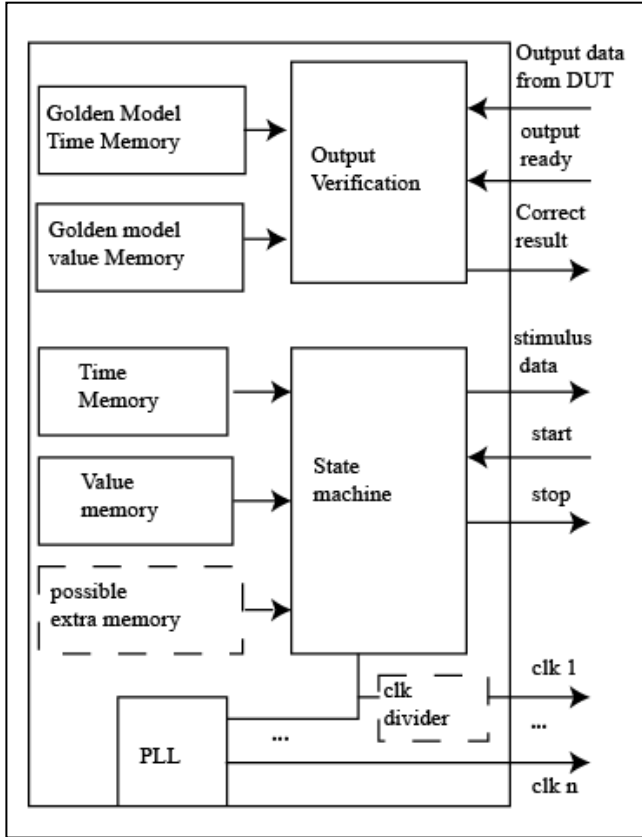 Golden Model
Time Memory
Golden model
value Memory
Output
Verification
Output data
from DUT
output
ready
Correct
result
Time
Memory
Value
memory
possible
extra memory
State
machine
stimulus
data
start
stop
clk
divider
clk 1
...
PLL
...
clk n